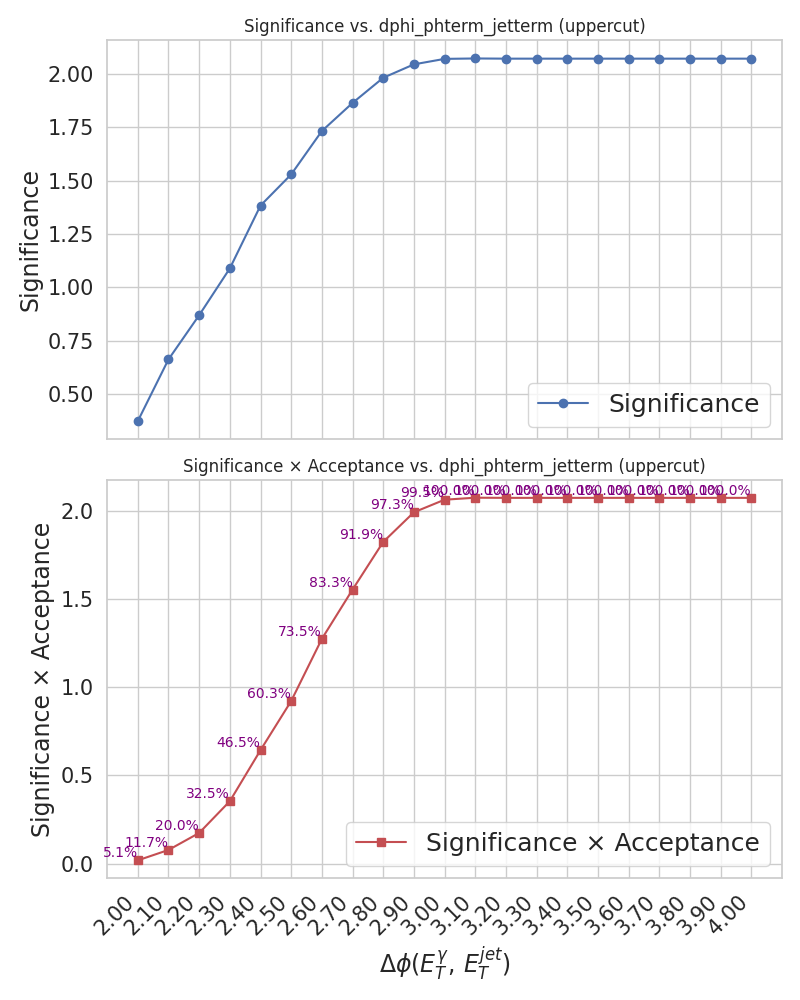 Significance vs. dphi_phterm_jetterm (uppercut)
2.00
1.75
1.50
1.25
1.00
0.75
0.50
Significance
Significance
Significance × Acceptance vs. dphi_phterm_jetterm (uppercut)
2.0
1.5
1.0
0.5
0.0
Significance × Acceptance
5.1%
11.7%
20.0%
32.5%
46.5%
60.3%
73.5%
83.3%
91.9%
97.3%
100.0%
Significance × Acceptance
2.00 2.10 2.20 2.30 2.40 2.50 2.60 2.70 2.80 2.90 3.00 3.10 3.20 3.30 3.40 3.50 3.60 3.70 3.80 3.90 4.00
Δϕ(E_T^γ, E_T^jet)